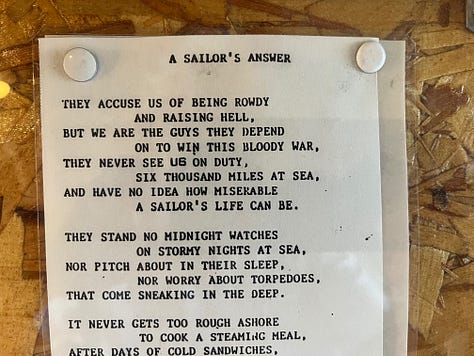 A SAILOR'S ANSWER
THEY ACCUSE US OF BEING ROWDY
AND RAISING HELL,
BUT WE ARE THE GUYS THEY DEPEND
ON TO WIN THIS BLOODY WAR,
THEY NEVER SEE US ON DUTY,
SIX THOUSAND MILES AT SEA,
AND HAVE NO IDEA HOW MISERABLE
A SAILOR'S LIFE CAN BE.
THEY STAND NO MIDNIGHT WATCHES
ON STORMY NIGHTS AT SEA,
NOR PITCH ABOUT IN THEIR SLEEP,
NOR WORRY ABOUT TORPEDOES,
THAT COME SNEAKING IN THE DEEP.
IT NEVER GETS TOO ROUGH ASHORE
TO COOK A STEAMING MEAL,
AFTER DAYS OF COLD SANDWICHES,